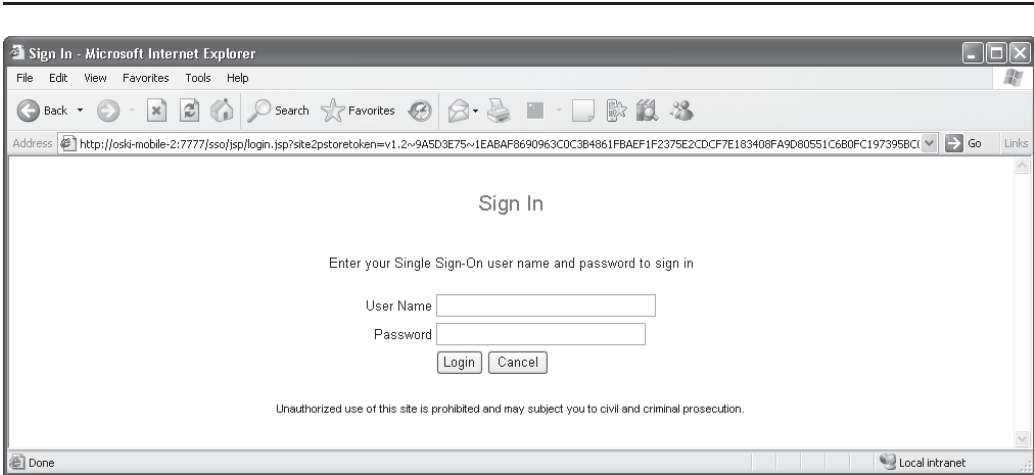 Sign In - Microsoft Internet Explorer
File Edit View Favorites Tools Help
Back Search Favorites
Address http://oski-mobile-2:7777/sso/jsp/login.jsp?site2pstoretoken=v1.2~9A5D3E75~1EABAF8690963C0C3B4861FBAEF1F2375E2CDCF7E183408FA9D80551C6B0FC197395BC( Go Links
Sign In
Enter your Single Sign-On user name and password to sign in
User Name
Password
Login Cancel
Unauthorized use of this site is prohibited and may subject you to civil and criminal prosecution.
Done Local intranet